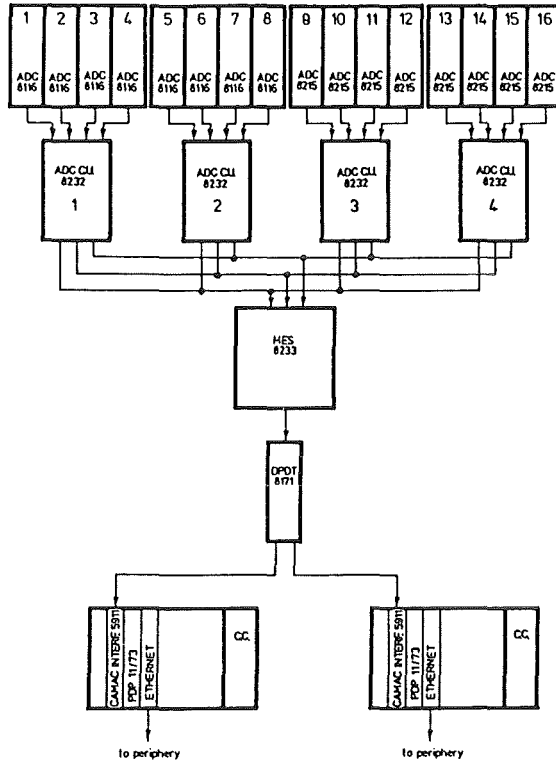 1 2 3 4 5 6 7 8 9 10 11 12 13 14 15 16
ADC 8116 ADC 8116 ADC 8116 ADC 8116 ADC 8116 ADC 8116 ADC 8116 ADC 8116 ADC 8215 ADC 8215 ADC 8215 ADC 8215 ADC 8215 ADC 8215 ADC 8215 ADC 8215
ADC CU. ADC CU. ADC CU. ADC CU.
8232 8232 8232 8232
1 2 3 4
MES
8233
DPDT
8171
CAMAC INTERF. 5911
PDP 11/73
ETHERNET
C.C.
CAMAC INTERF. 5911
PDP 11/73
ETHERNET
C.C.
to periphery to periphery